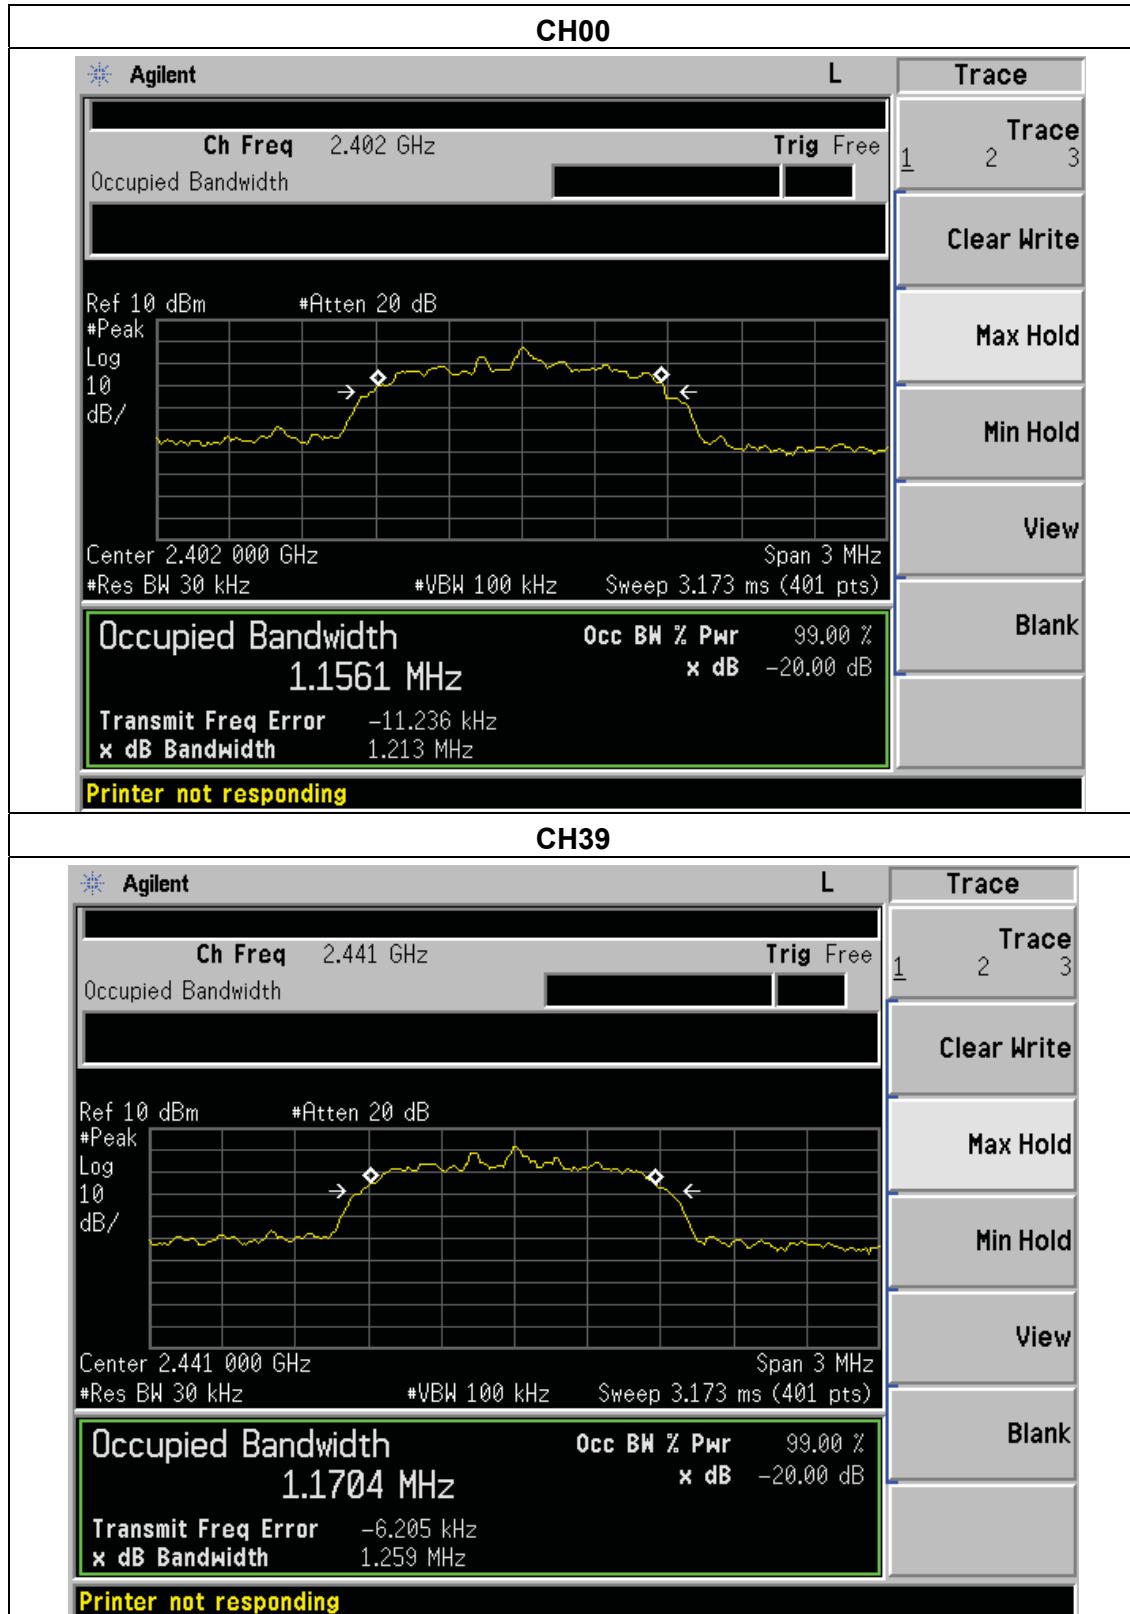 CH00
Agilent L Trace
Ch Freq 2.402 GHz Trig Free
Occupied Bandwidth
Trace
1 2 3
Clear Write
Max Hold
Min Hold
View
Blank
Ref 10 dBm #Atten 20 dB
#Peak
Log
10
dB/
Center 2.402 000 GHz Span 3 MHz
#Res BW 30 kHz #VBW 100 kHz Sweep 3.173 ms (401 pts)
Occupied Bandwidth Occ BW % Pwr 99.00 %
1.1561 MHz x dB -20.00 dB
Transmit Freq Error -11.236 kHz
x dB Bandwidth 1.213 MHz
Printer not responding
CH39
Agilent L Trace
Ch Freq 2.441 GHz Trig Free
Occupied Bandwidth
Trace
1 2 3
Clear Write
Max Hold
Min Hold
View
Blank
Ref 10 dBm #Atten 20 dB
#Peak
Log
10
dB/
Center 2.441 000 GHz Span 3 MHz
#Res BW 30 kHz #VBW 100 kHz Sweep 3.173 ms (401 pts)
Occupied Bandwidth Occ BW % Pwr 99.00 %
1.1704 MHz x dB -20.00 dB
Transmit Freq Error -6.205 kHz
x dB Bandwidth 1.259 MHz
Printer not responding